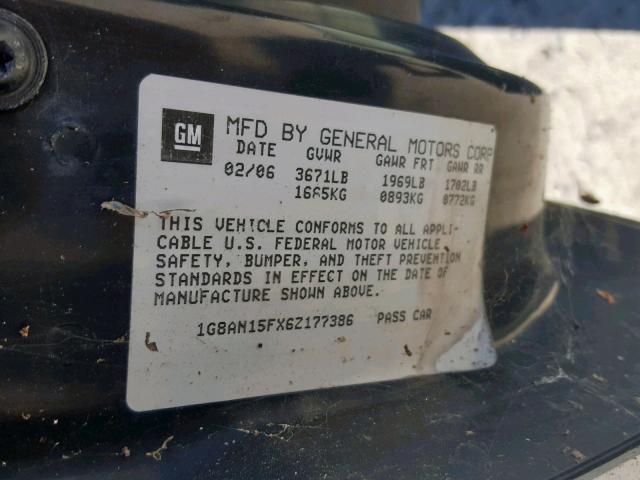 GM MFD BY GENERAL MOTORS CORP
DATE GVWR GAWR FRT GAWR RR
02/06 3671LB 1969LB 1702LB
1665KG 0893KG 0772KG
THIS VEHICLE CONFORMS TO ALL APPLI-
CABLE U.S. FEDERAL MOTOR VEHICLE
SAFETY, BUMPER, AND THEFT PREVENTION
STANDARDS IN EFFECT ON THE DATE OF
MANUFACTURE SHOWN ABOVE.
1G8AN15FX6Z177386 PASS CAR